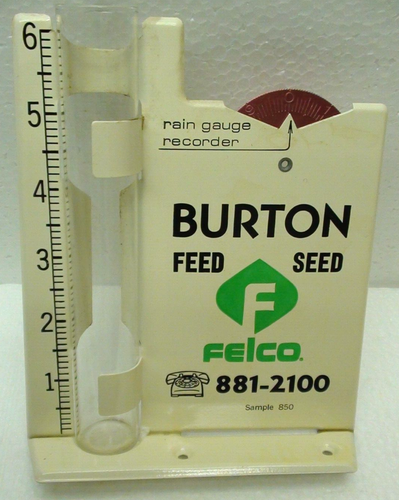 6
5
4
3
2
1
rain gauge
recorder
BURTON
FEED SEED
F
FELCO®
881-2100
Sample 850